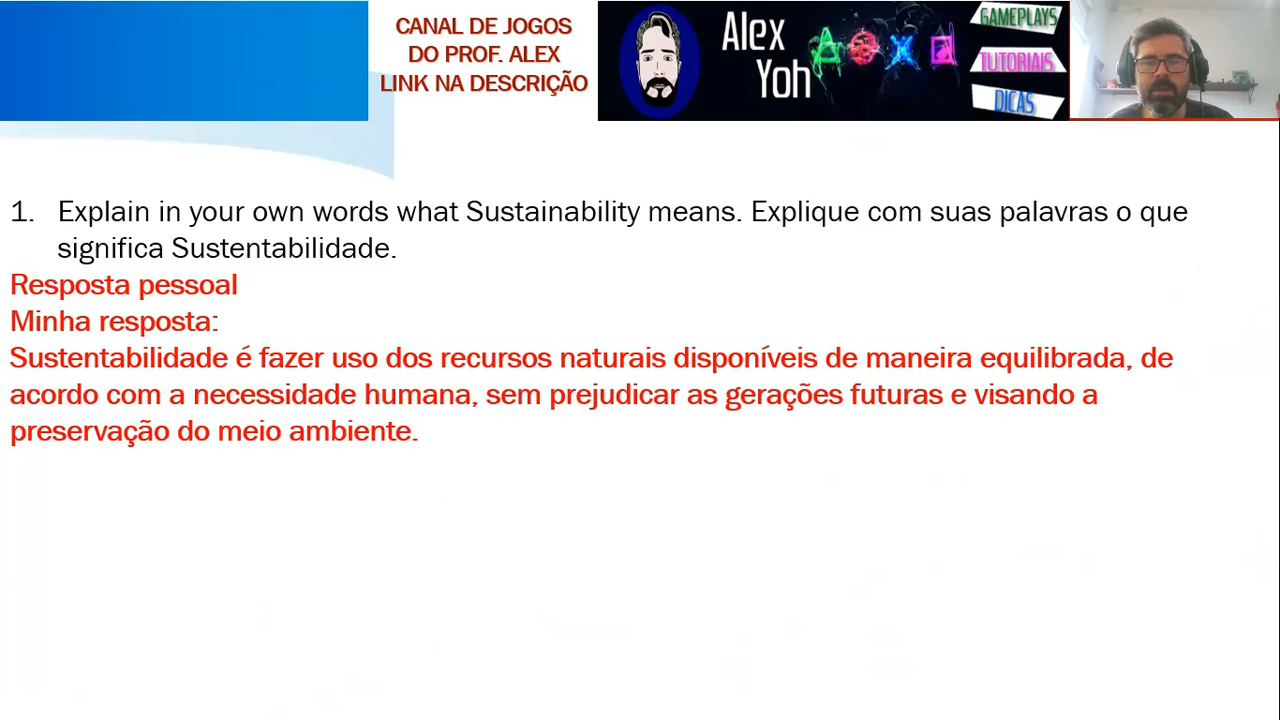 CANAL DE JOGOS
DO PROF. ALEX
LINK NA DESCRIÇÃO
Alex
Yoh
GAMEPLAYS
TUTORIAIS
DICAS
1. Explain in your own words what Sustainability means. Explique com suas palavras o que
significa Sustentabilidade.
Resposta pessoal
Minha resposta:
Sustentabilidade é fazer uso dos recursos naturais disponíveis de maneira equilibrada, de
acordo com a necessidade humana, sem prejudicar as gerações futuras e visando a
preservação do meio ambiente.